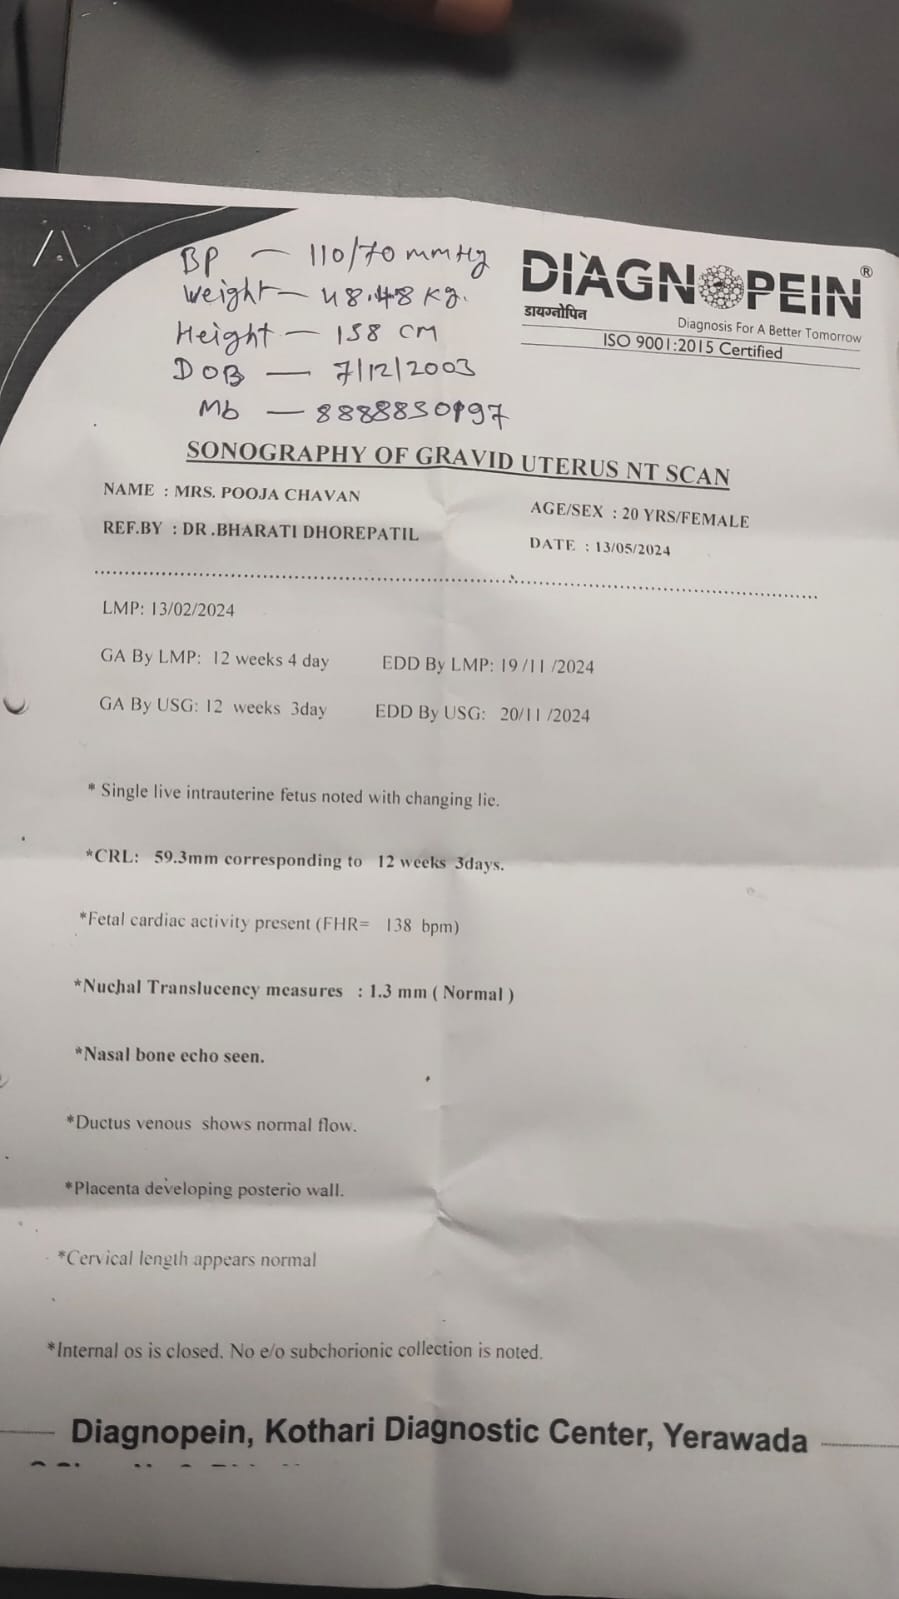 BP - 110/70 mmHg
Weight - 48.48 Kg.
Height - 158 CM
DOB - 7/12/2003
Mb -
DIAGNOPEIN®
डायग्नोपिन
Diagnosis For A Better Tomorrow
ISO 9001:2015 Certified
SONOGRAPHY OF GRAVID UTERUS NT SCAN
NAME : MRS. POOJA CHAVAN
AGE/SEX : 20 YRS/FEMALE
REF.BY : DR .BHARATI DHOREPATIL
DATE : 13/05/2024
LMP: 13/02/2024
GA By LMP: 12 weeks 4 day EDD By LMP: 19/11 /2024
GA By USG: 12 weeks 3day EDD By USG: 20/11 /2024
* Single live intrauterine fetus noted with changing lie.
*CRL: 59.3mm corresponding to 12 weeks 3days.
*Fetal cardiac activity present (FHR= 138 bpm)
*Nuchal Translucency measures : 1.3 mm ( Normal )
*Nasal bone echo seen.
*Ductus venous shows normal flow.
*Placenta developing posterio wall.
*Cervical length appears normal
*Internal os is closed. No e/o subchorionic collection is noted.
Diagnopein, Kothari Diagnostic Center, Yerawada